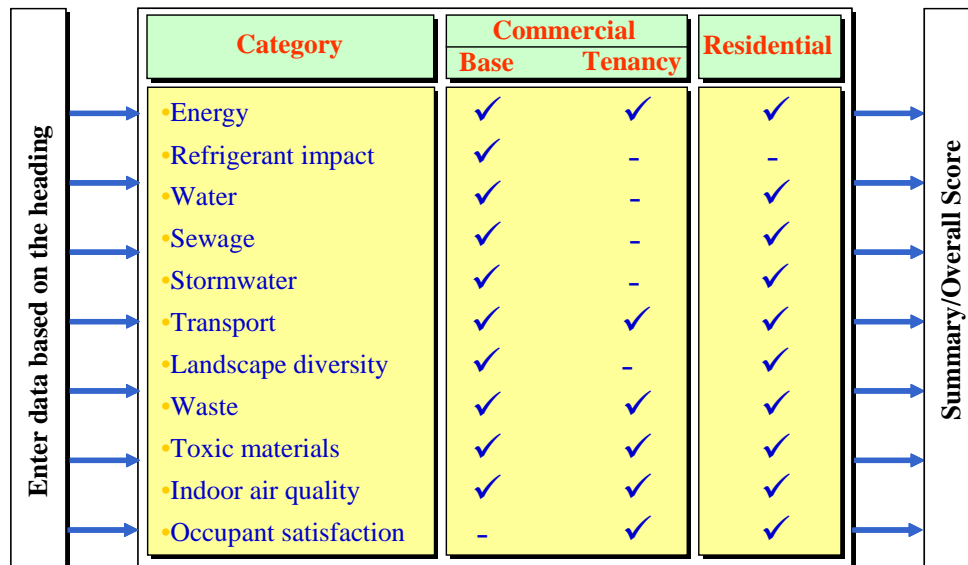 Enter data based on the heading
Category
Commercial
Base Tenancy
Residential
•Energy ✓ ✓ ✓
•Refrigerant impact ✓ - -
•Water ✓ - ✓
•Sewage ✓ - ✓
•Stormwater ✓ - ✓
•Transport ✓ ✓ ✓
•Landscape diversity ✓ - ✓
•Waste ✓ ✓ ✓
•Toxic materials ✓ ✓ ✓
•Indoor air quality ✓ ✓ ✓
•Occupant satisfaction - ✓ ✓
Summary/Overall Score